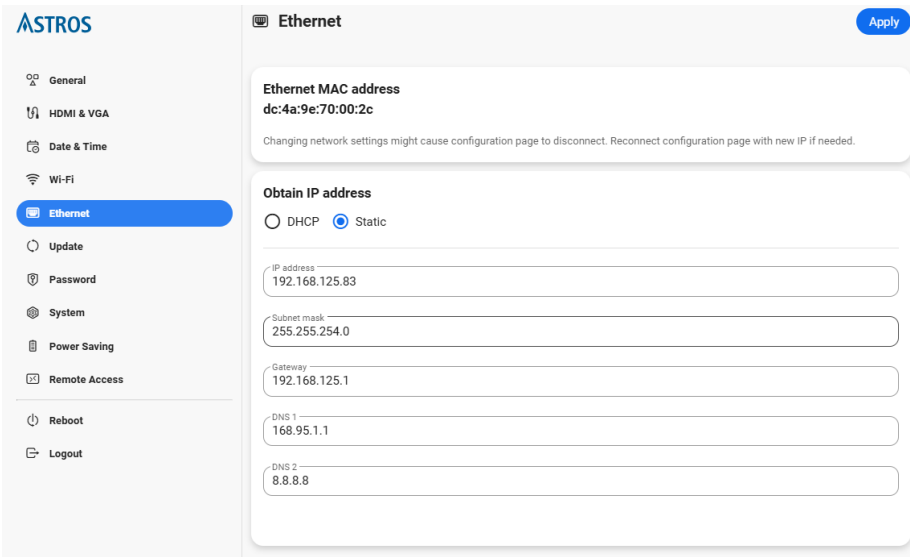 ASTROS
General
HDMI & VGA
Date & Time
Wi-Fi
Ethernet
Update
Password
System
Power Saving
Remote Access
Reboot
Logout
Ethernet
Apply
Ethernet MAC address
dc:4a:9e:70:00:2c
Changing network settings might cause configuration page to disconnect. Reconnect configuration page with new IP if needed.
Obtain IP address
DHCP Static
IP address
192.168.125.83
Subnet mask
255.255.254.0
Gateway
192.168.125.1
DNS 1
168.95.1.1
DNS 2
8.8.8.8